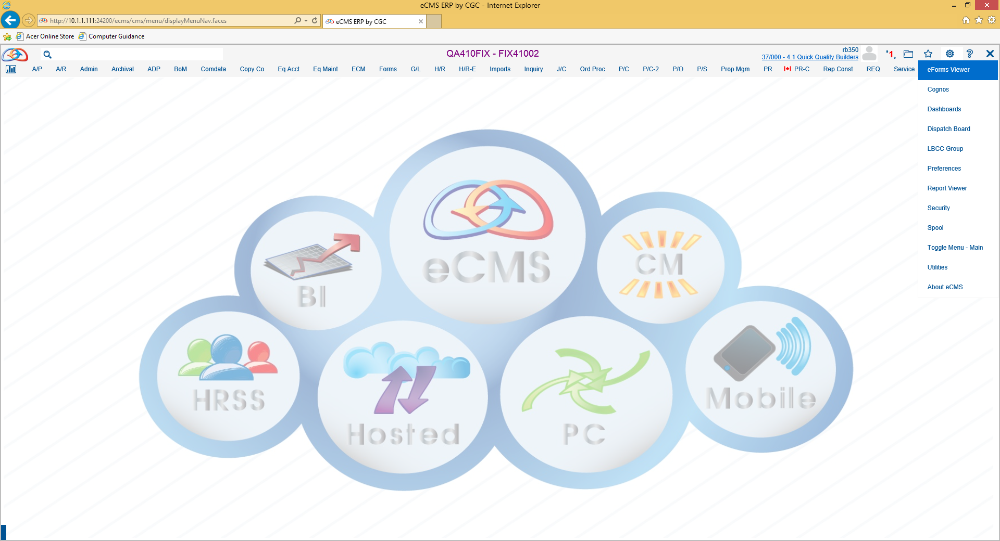 eCMS ERP by CGC - Internet Explorer
http://10.1.1.111:24200/ecms/cms/menu/displayMenuNav.faces
eCMS ERP by CGC
Acer Online Store Computer Guidance
QA410FIX - FIX41002
rb350
37/000 - 4.1 Quick Quality Builders
1
A/P A/R Admin Archival ADP BoM Comdata Copy Co Eq Acct Eq Maint ECM Forms G/L H/R H/R-E Imports Inquiry J/C Ord Proc P/C P/C-2 P/O P/S Prop Mgm PR PR-C Rep Const REQ Service
eForms Viewer
Cognos
Dashboards
Dispatch Board
LBCC Group
Preferences
Report Viewer
Security
Spool
Toggle Menu - Main
Utilities
About eCMS
eCMS
CM
BI
HRSS
Hosted
PC
Mobile